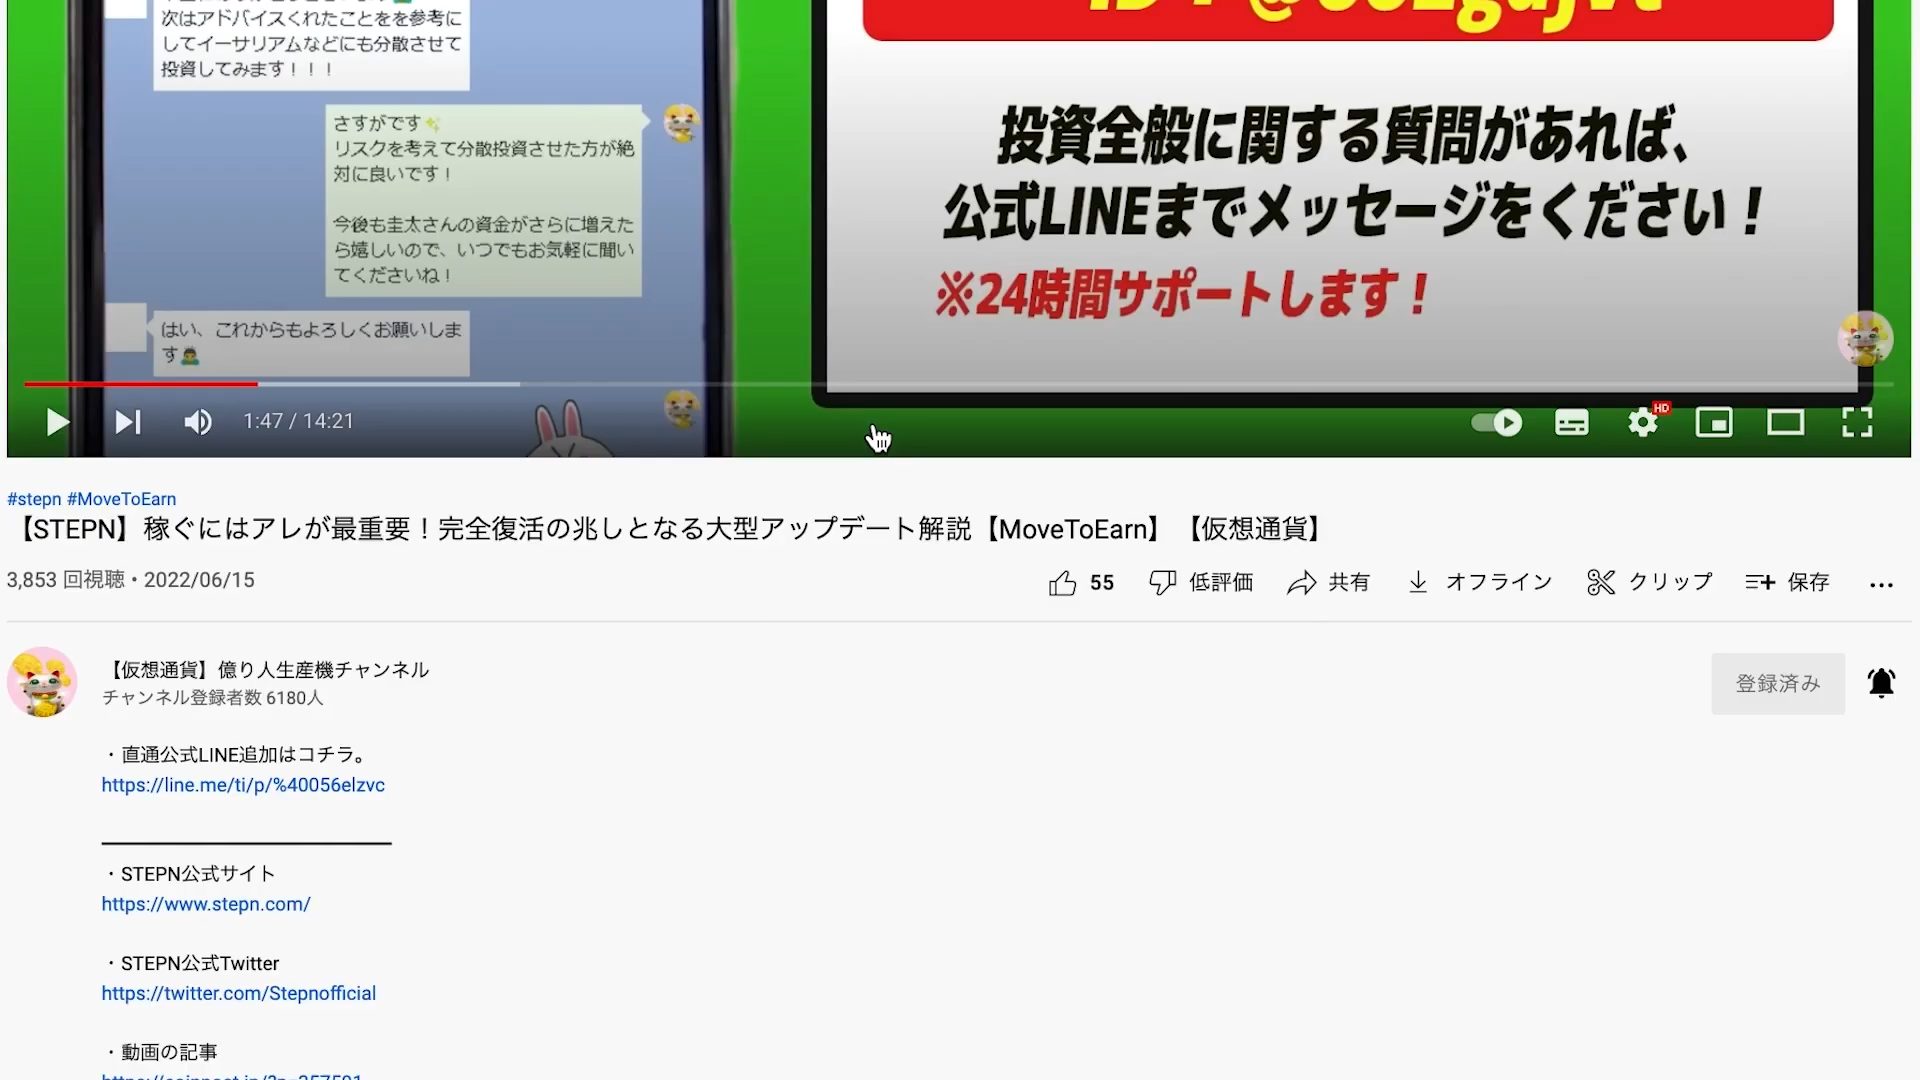 次はアドバイスくれたことをを参考に
してイーサリアムなどにも分散させて
投資してみます！！！
さすがです✨
リスクを考えて分散投資させた方が絶
対に良いです！
今後も圭太さんの資金がさらに増えた
ら嬉しいので、いつでもお気軽に聞い
てくださいね！
はい、これからもよろしくお願いしま
す🙇‍♂️
投資全般に関する質問があれば、
公式LINEまでメッセージをください！
※24時間サポートします！
1:47 / 14:21
HD
#stepn #MoveToEarn
【STEPN】稼ぐにはアレが最重要！完全復活の兆しとなる大型アップデート解説【MoveToEarn】【仮想通貨】
3,853 回視聴・2022/06/15
55 低評価 共有 オフライン クリップ 保存 …
【仮想通貨】億り人生産機チャンネル
チャンネル登録者数 6180人
登録済み
・直通公式LINE追加はコチラ。
https://line.me/ti/p/%40056elzvc
・STEPN公式サイト
https://www.stepn.com/
・STEPN公式Twitter
https://twitter.com/Stepnofficial
・動画の記事